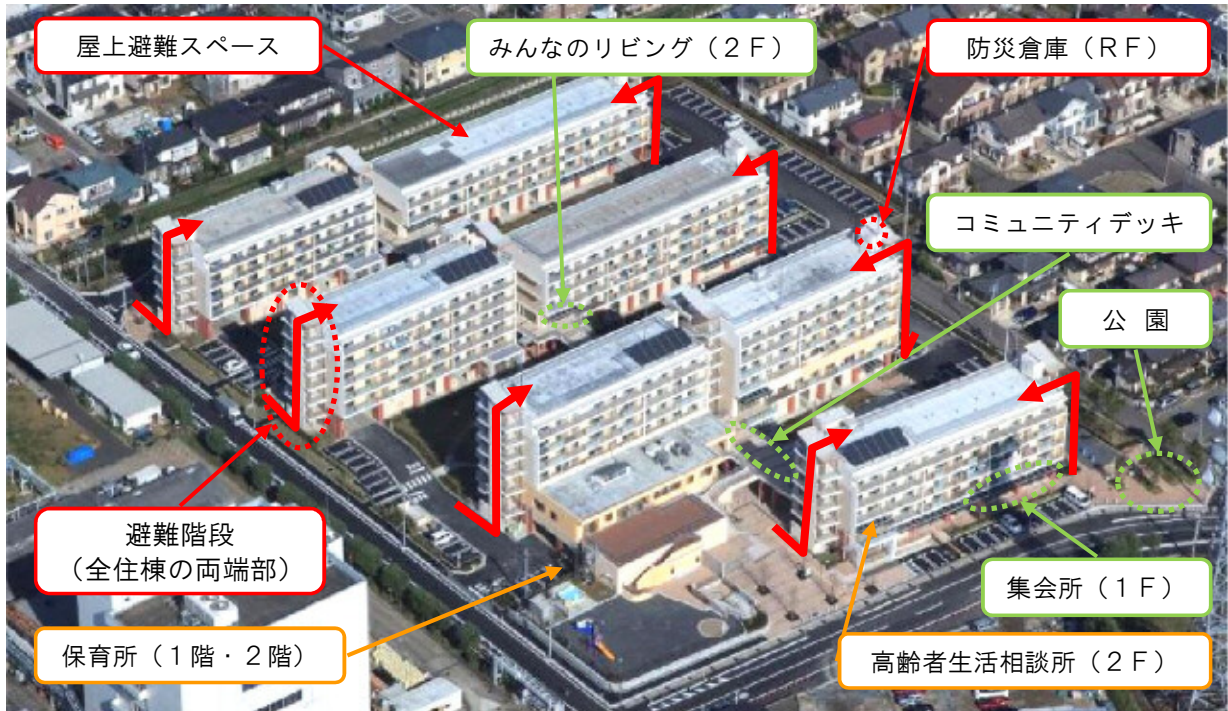 屋上避難スペース
みんなのリビング（２Ｆ）
防災倉庫（ＲＦ）
コミュニティデッキ
公 園
避難階段
（全住棟の両端部）
集会所（１Ｆ）
保育所（１階・２階）
高齢者生活相談所（２Ｆ）